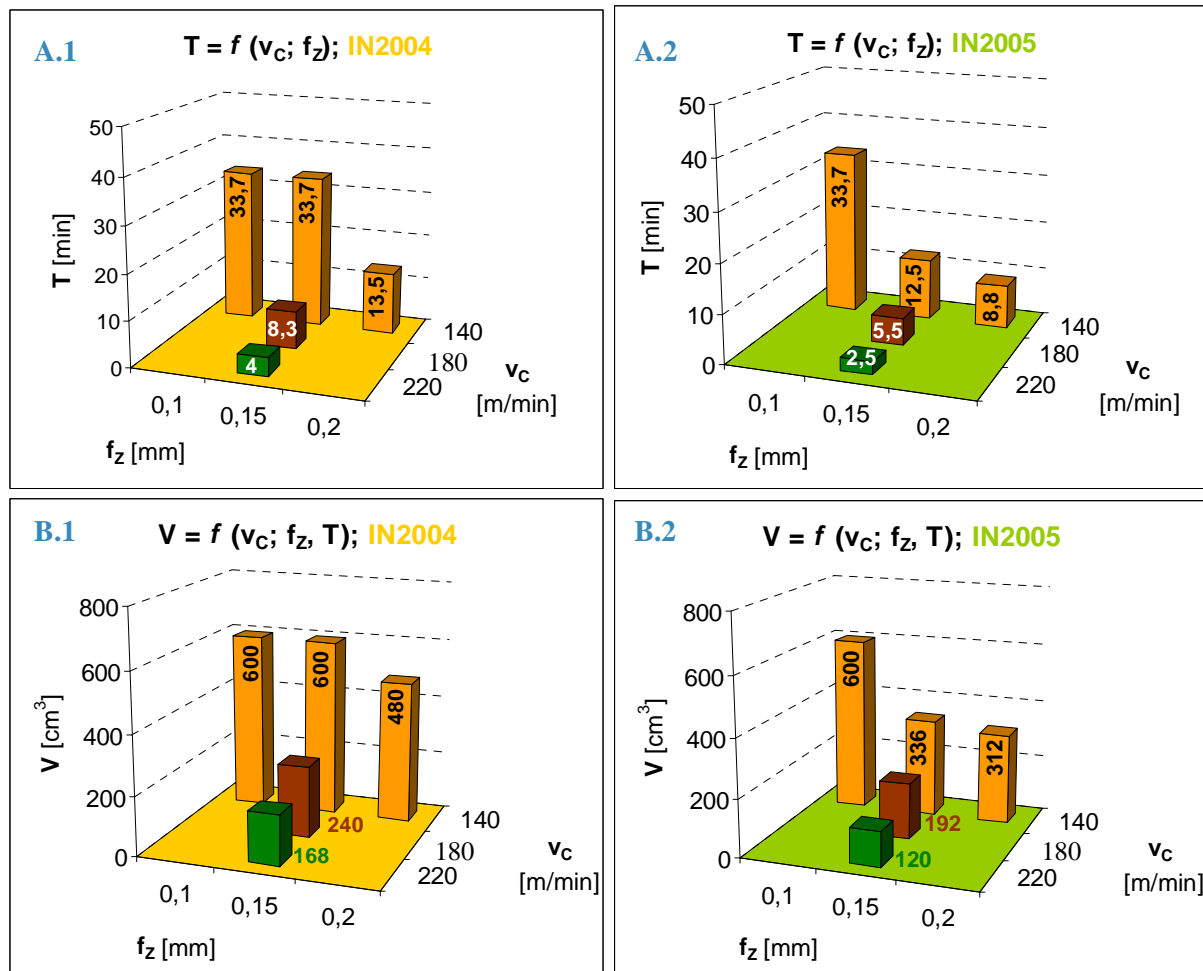 A.1
T = f (vC; fZ); IN2004
50
40
30
20
10
0
T [min]
33,7
33,7
13,5
8,3
4
140
180
220
vC
[m/min]
0,1
0,15
0,2
fZ [mm]
A.2
T = f (vC; fZ); IN2005
50
40
30
20
10
0
T [min]
33,7
12,5
8,8
5,5
2,5
140
180
220
vC
[m/min]
0,1
0,15
0,2
fZ [mm]
B.1
V = f (vC; fZ, T); IN2004
800
600
400
200
0
V [cm³]
600
600
480
240
168
140
180
220
vC
[m/min]
0,1
0,15
0,2
fZ [mm]
B.2
V = f (vC; fZ, T); IN2005
800
600
400
200
0
V [cm³]
600
336
312
192
120
140
180
220
vC
[m/min]
0,1
0,15
0,2
fZ [mm]